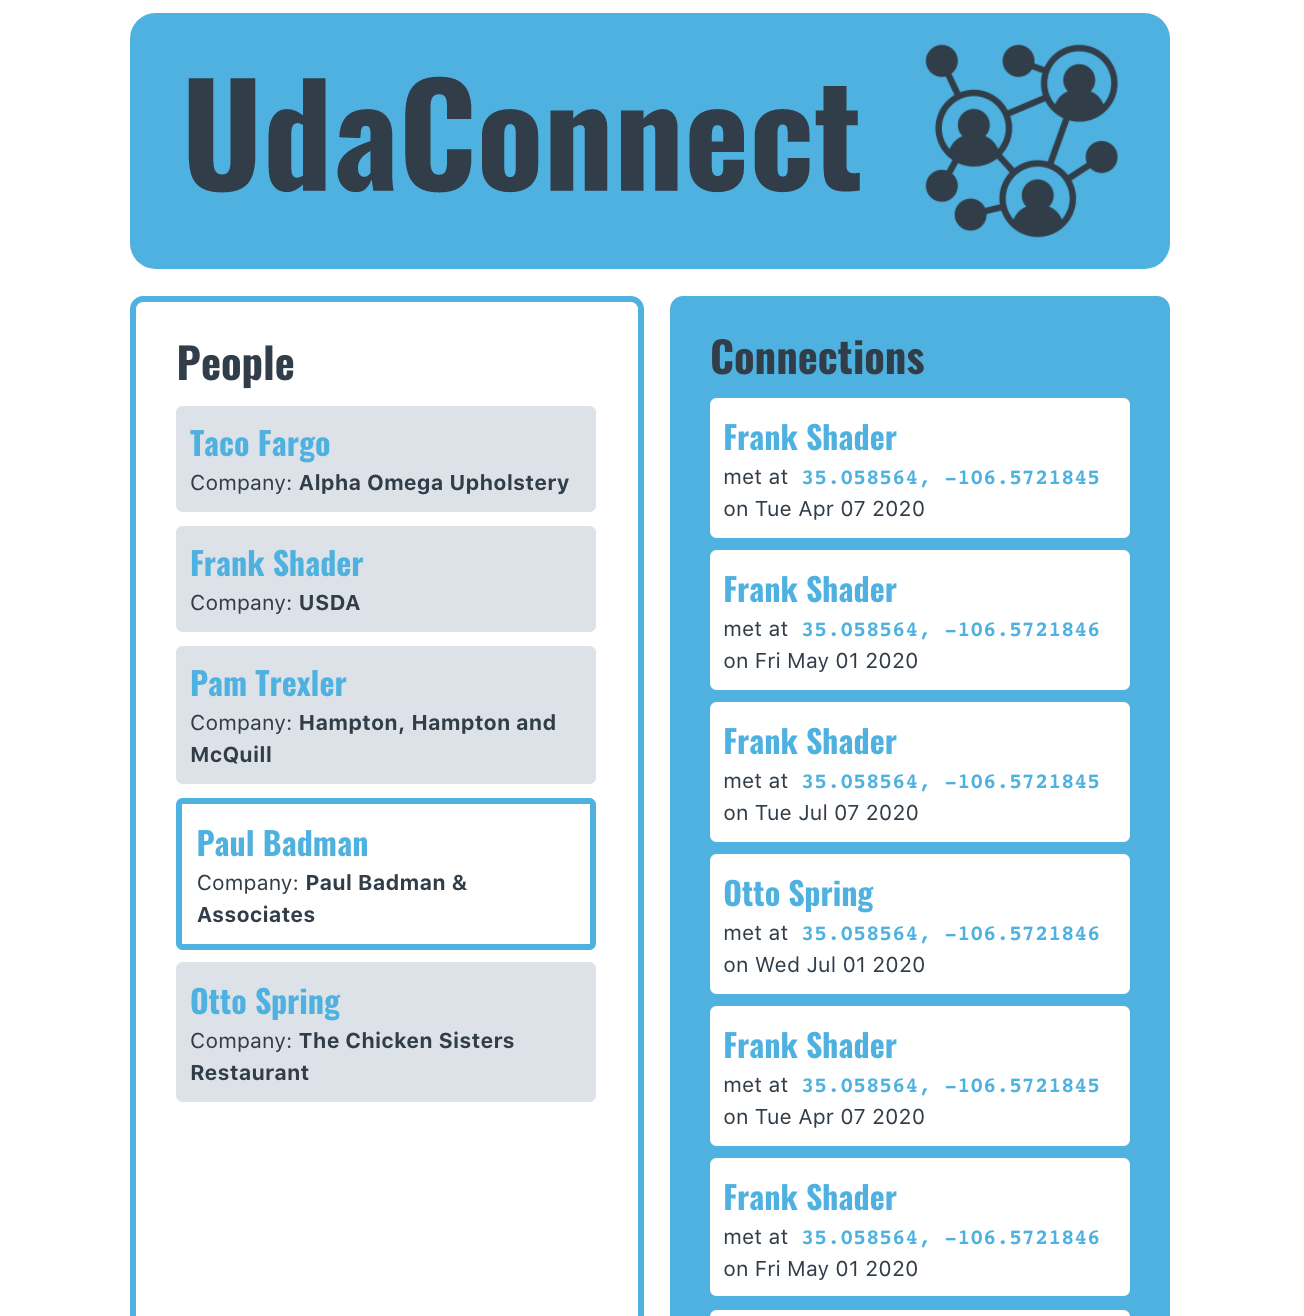 UdaConnect
People
Taco Fargo
Company: Alpha Omega Upholstery
Frank Shader
Company: USDA
Pam Trexler
Company: Hampton, Hampton and
McQuill
Paul Badman
Company: Paul Badman &
Associates
Otto Spring
Company: The Chicken Sisters
Restaurant
Connections
Frank Shader
met at 35.058564, -106.5721845
on Tue Apr 07 2020
Frank Shader
met at 35.058564, -106.5721846
on Fri May 01 2020
Frank Shader
met at 35.058564, -106.5721845
on Tue Jul 07 2020
Otto Spring
met at 35.058564, -106.5721846
on Wed Jul 01 2020
Frank Shader
met at 35.058564, -106.5721845
on Tue Apr 07 2020
Frank Shader
met at 35.058564, -106.5721846
on Fri May 01 2020